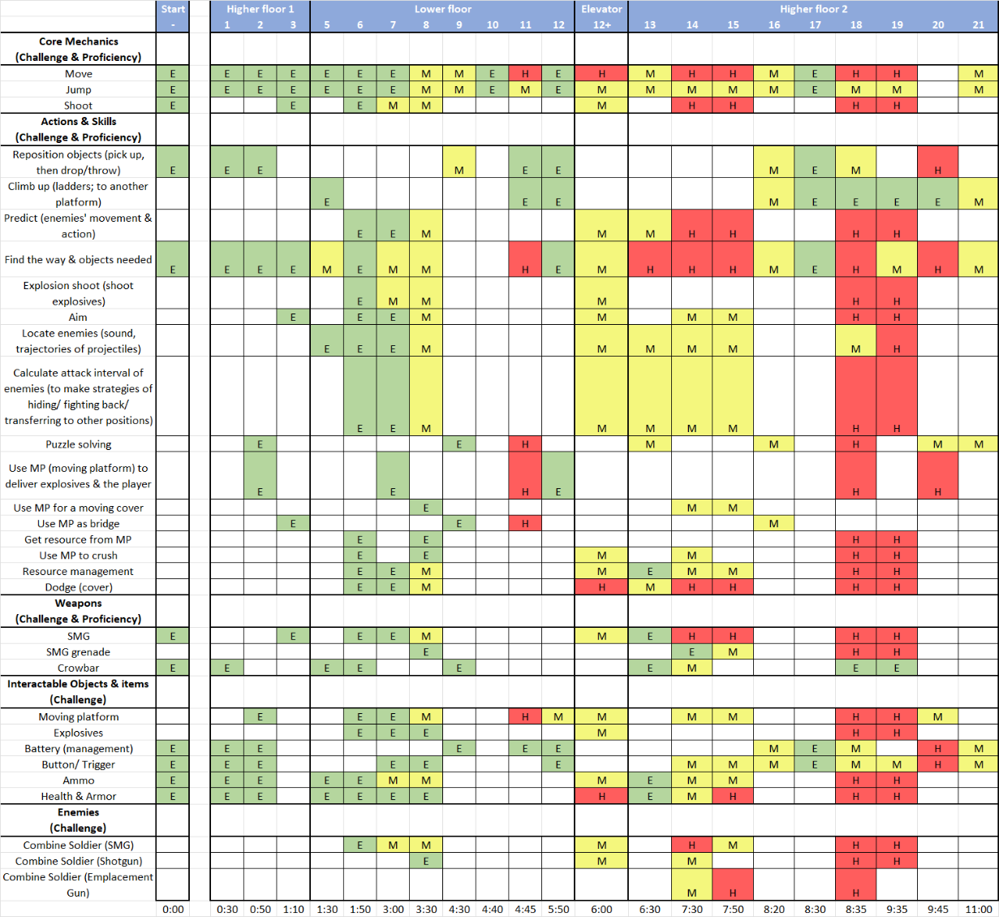 Start Higher floor 1 Lower floor Elevator Higher floor 2
- 1 2 3 5 6 7 8 9 10 11 12 12+ 13 14 15 16 17 18 19 20 21
Core Mechanics
(Challenge & Proficiency)
Move E E E E E E E M M E H E H M H H M E H H M
Jump E E E E E E E M M E M E M M M M M E M M M
Shoot E E E M M M H H H H
Actions & Skills
(Challenge & Proficiency)
Reposition objects (pick up,
then drop/throw) E E E M E E M E M H
Climb up (ladders; to another
platform) E E E M E E E E M
Predict (enemies' movement &
action) E E M M M H H H H
Find the way & objects needed E E E E M E M M H E M H H H M E H M H M
Explosion shoot (shoot
explosives) E M M M H H
Aim E E E M M M M H H
Locate enemies (sound,
trajectories of projectiles) E E E M M M M M M H
Calculate attack interval of
enemies (to make strategies of
hiding/ fighting back/
transferring to other positions) E E M M M M M H H
Puzzle solving E E H M M H M M
Use MP (moving platform) to
deliver explosives & the player E E H E H H
Use MP for a moving cover E M M
Use MP as bridge E E H M
Get resource from MP E E H H
Use MP to crush E E M M H H
Resource management E E M M E M M H H
Dodge (cover) E E M H M H H H H
Weapons
(Challenge & Proficiency)
SMG E E E E M M E H H H H
SMG grenade E E M H H
Crowbar E E E E E E M E E
Interactable Objects & items
(Challenge)
Moving platform E E E M H M M M M H H M
Explosives E E E M H H
Battery (management) E E E E E E M E M H M
Button/ Trigger E E E E E E M M M E M M H M
Ammo E E E E E M M M E M M H H
Health & Armor E E E E E E E H E M H H H
Enemies
(Challenge)
Combine Soldier (SMG) E M M M H M H H
Combine Soldier (Shotgun) E M M H H
Combine Soldier (Emplacement
Gun) M H H
0:00 0:30 0:50 1:10 1:30 1:50 3:00 3:30 4:30 4:40 4:45 5:50 6:00 6:30 7:30 7:50 8:20 8:30 8:35 9:35 9:45 11:00